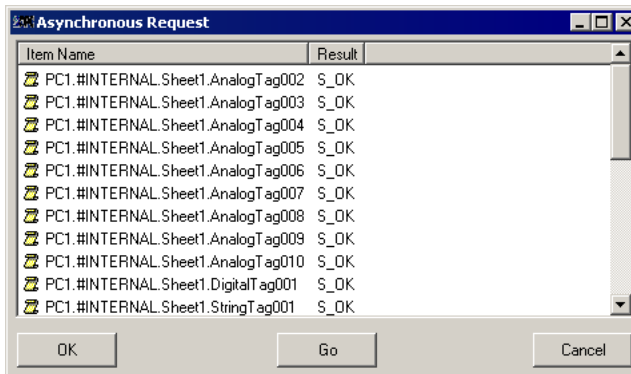 Asynchronous Request
Item Name Result
PC1.#INTERNAL.Sheet1.AnalogTag002 S_OK
PC1.#INTERNAL.Sheet1.AnalogTag003 S_OK
PC1.#INTERNAL.Sheet1.AnalogTag004 S_OK
PC1.#INTERNAL.Sheet1.AnalogTag005 S_OK
PC1.#INTERNAL.Sheet1.AnalogTag006 S_OK
PC1.#INTERNAL.Sheet1.AnalogTag007 S_OK
PC1.#INTERNAL.Sheet1.AnalogTag008 S_OK
PC1.#INTERNAL.Sheet1.AnalogTag009 S_OK
PC1.#INTERNAL.Sheet1.AnalogTag010 S_OK
PC1.#INTERNAL.Sheet1.DigitalTag001 S_OK
PC1.#INTERNAL.Sheet1.StringTag001 S_OK
OK Go Cancel